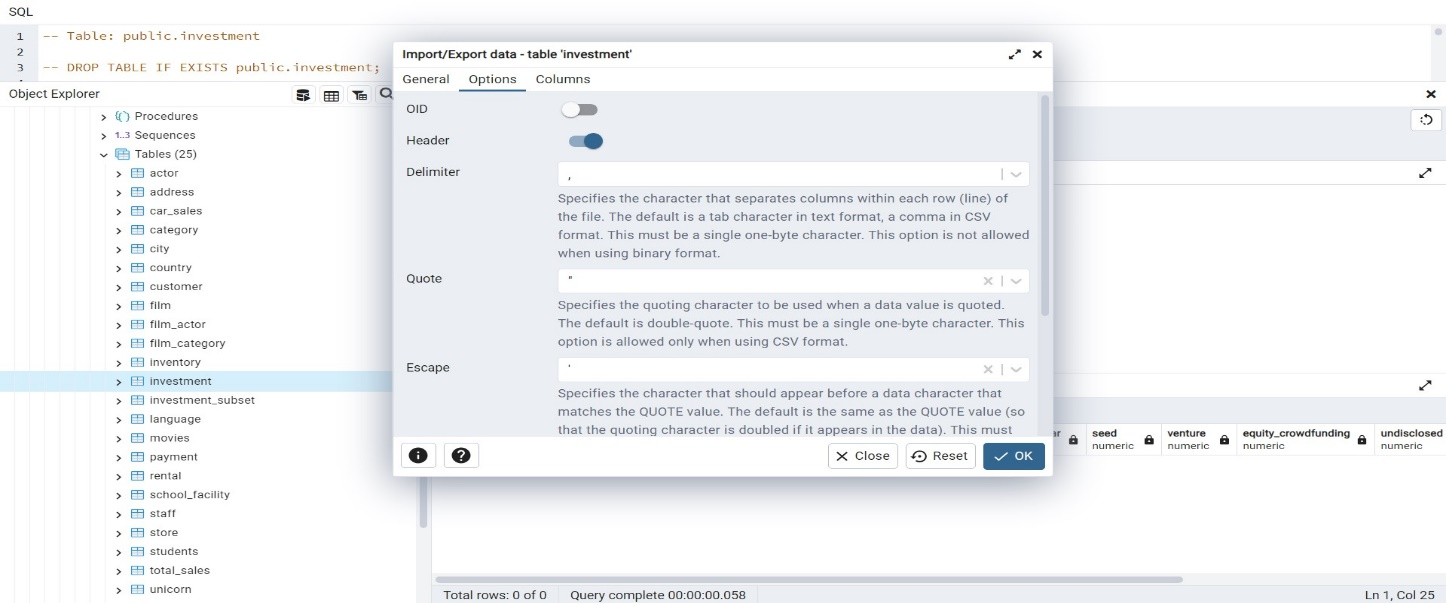 SQL
1 -- Table: public.investment
2
3 -- DROP TABLE IF EXISTS public.investment;
Object Explorer
Procedures
1..3 Sequences
Tables (25)
actor
address
car_sales
category
city
country
customer
film
film_actor
film_category
inventory
investment
investment_subset
language
movies
payment
rental
school_facility
staff
store
students
total_sales
unicorn
Import/Export data - table 'investment'
General Options Columns
OID
Header
Delimiter ,
Specifies the character that separates columns within each row (line) of
the file. The default is a tab character in text format, a comma in CSV
format. This must be a single one-byte character. This option is not allowed
when using binary format.
Quote "
Specifies the quoting character to be used when a data value is quoted.
The default is double-quote. This must be a single one-byte character. This
option is allowed only when using CSV format.
Escape '
Specifies the character that should appear before a data character that
matches the QUOTE value. The default is the same as the QUOTE value (so
that the quoting character is doubled if it appears in the data). This must
Close Reset OK
ar seed venture equity_crowdfunding undisclosed
numeric numeric numeric numeric
Total rows: 0 of 0 Query complete 00:00:00.058 Ln 1, Col 25